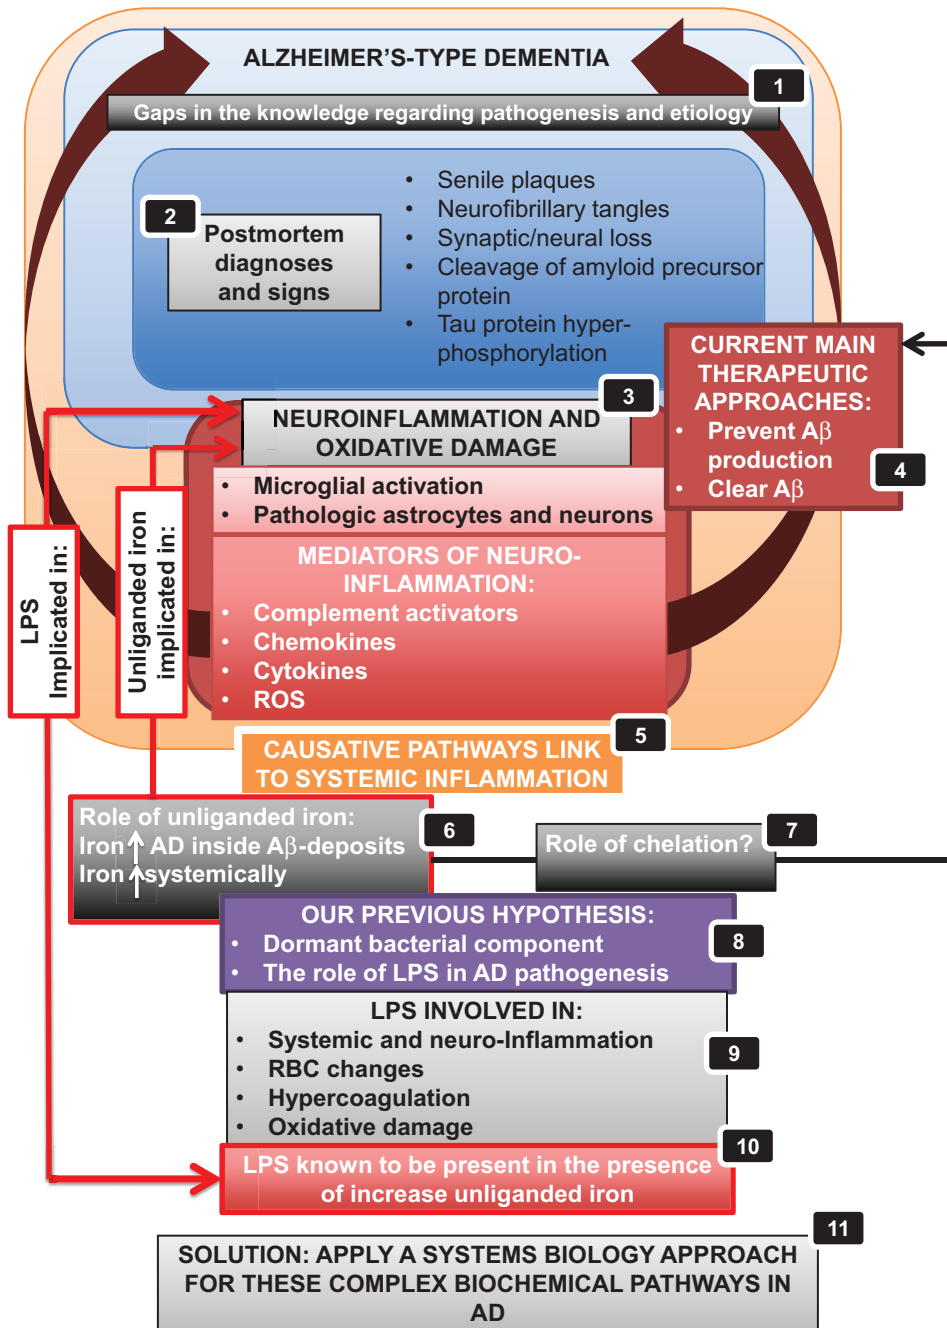 ALZHEIMER'S-TYPE DEMENTIA
1
Gaps in the knowledge regarding pathogenesis and etiology
2
Postmortem
diagnoses
and signs
• Senile plaques
• Neurofibrillary tangles
• Synaptic/neural loss
• Cleavage of amyloid precursor
protein
• Tau protein hyper-
phosphorylation
CURRENT MAIN
THERAPEUTIC
APPROACHES:
• Prevent Aβ
production
• Clear Aβ
4
3
NEUROINFLAMMATION AND
OXIDATIVE DAMAGE
• Microglial activation
• Pathologic astrocytes and neurons
MEDIATORS OF NEURO-
INFLAMMATION:
• Complement activators
• Chemokines
• Cytokines
• ROS
LPS
Implicated in:
Unliganded iron
implicated in:
5
CAUSATIVE PATHWAYS LINK
TO SYSTEMIC INFLAMMATION
Role of unliganded iron:
Iron ↑ AD inside Aβ-deposits
Iron ↑ systemically
6
Role of chelation?
7
OUR PREVIOUS HYPOTHESIS:
• Dormant bacterial component
• The role of LPS in AD pathogenesis
8
LPS INVOLVED IN:
• Systemic and neuro-Inflammation
• RBC changes
• Hypercoagulation
• Oxidative damage
9
10
LPS known to be present in the presence
of increase unliganded iron
11
SOLUTION: APPLY A SYSTEMS BIOLOGY APPROACH
FOR THESE COMPLEX BIOCHEMICAL PATHWAYS IN
AD